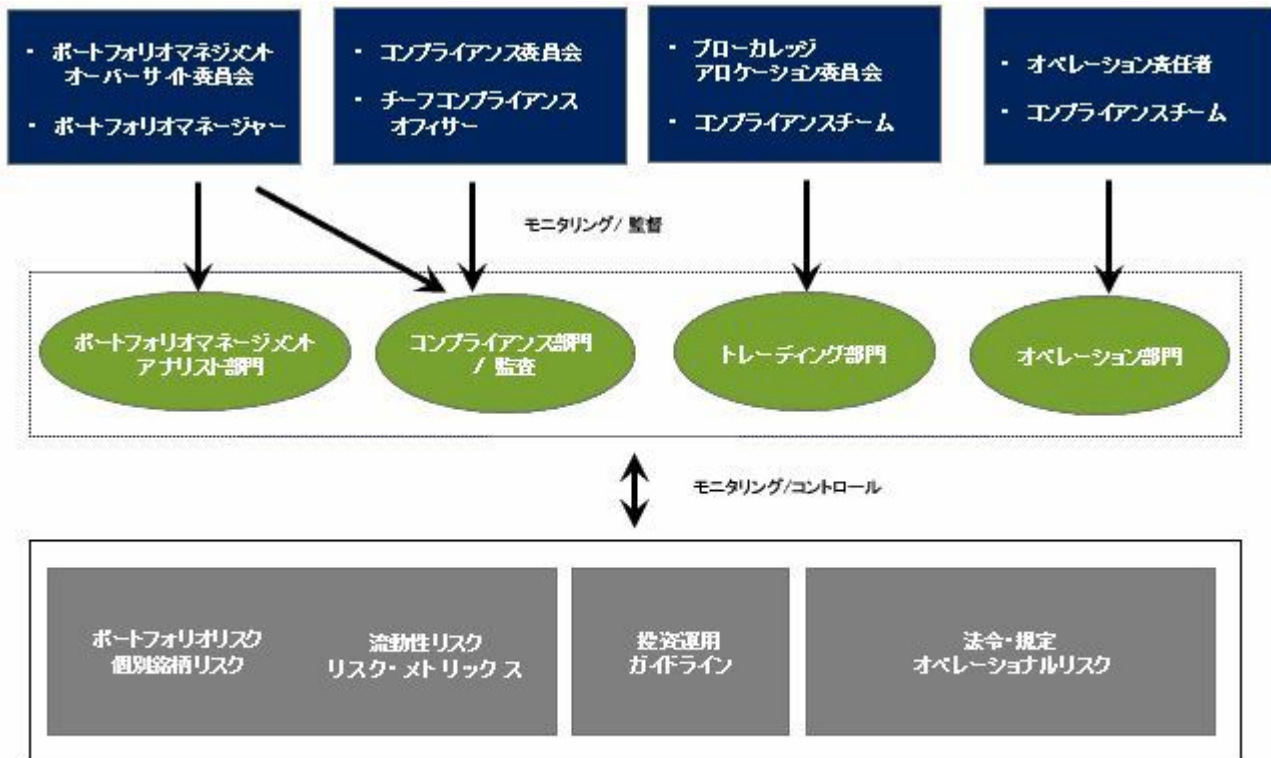 ・ ポートフォリオマネジメント
オーバーサイト委員会
・ ポートフォリオマネージャー
・ コンプライアンス委員会
・ チーフコンプライアンス
オフィサー
・ ブローカレッジ
アロケーション委員会
・ コンプライアンスチーム
・ オペレーション責任者
・ コンプライアンスチーム
モニタリング/ 監督
ポートフォリオマネージメント
アナリスト部門
コンプライアンス部門
/ 監査
トレーディング部門
オペレーション部門
モニタリング/コントロール
ポートフォリオリスク
個別銘柄リスク
流動性リスク
リスク・メトリックス
投資運用
ガイドライン
法令・規定
オペレーショナルリスク